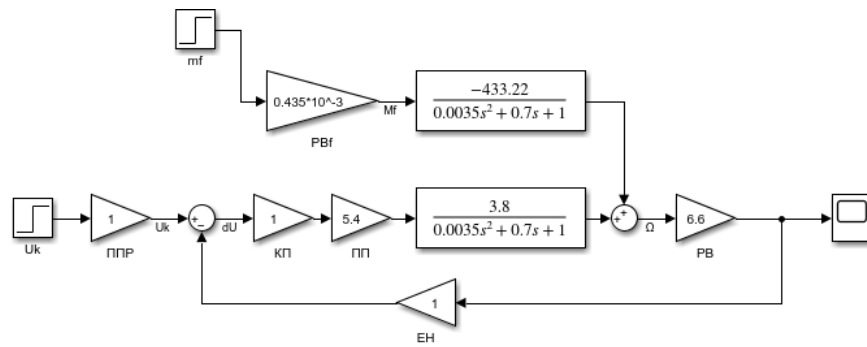 mf
0.435*10^-3
PBf
Mf
−433.22
0.0035s² + 0.7s + 1
Uk
1
ППР
Uk
+
−
dU
1
КП
5.4
ПП
3.8
0.0035s² + 0.7s + 1
+
+
Ω
6.6
РВ
1
ЕН